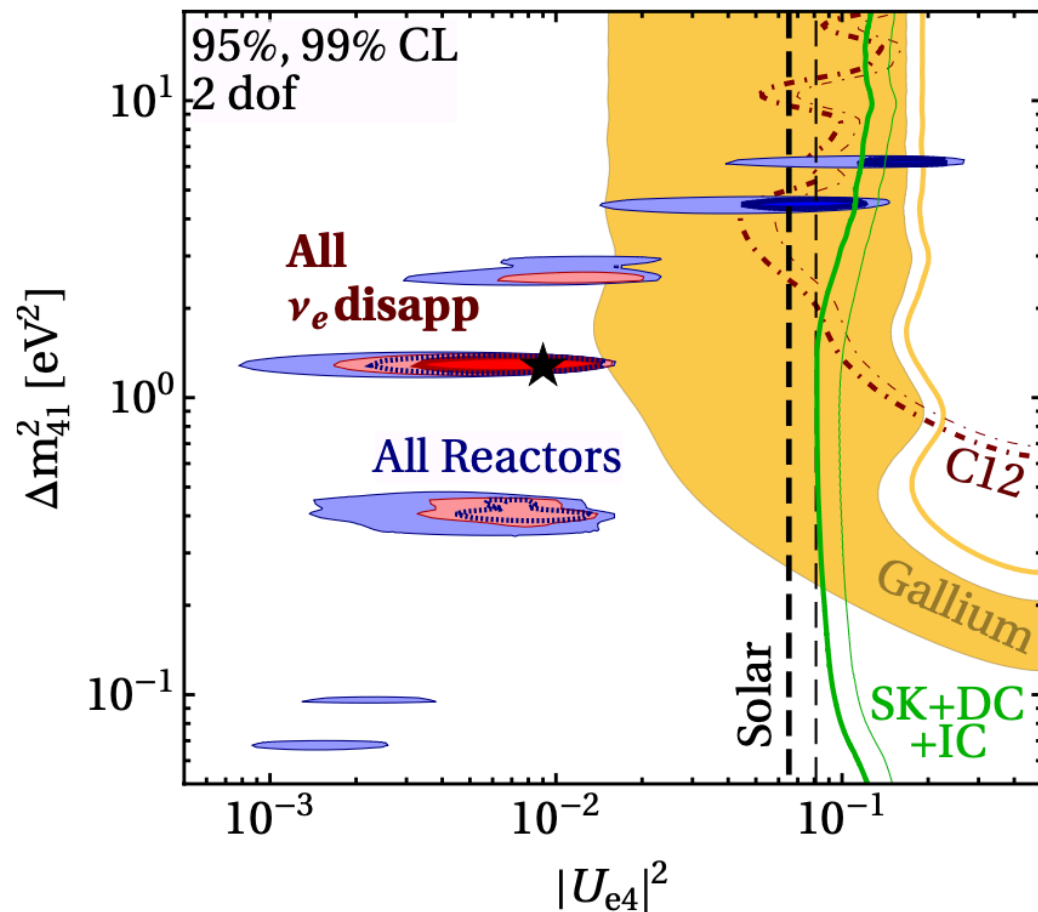 95%, 99% CL
2 dof
10¹
10⁰
10⁻¹
Δm²₄₁ [eV²]
All
νₑ disapp
All Reactors
C12
Gallium
Solar
SK+DC
+IC
10⁻³
10⁻²
10⁻¹
|Uₑ₄|²